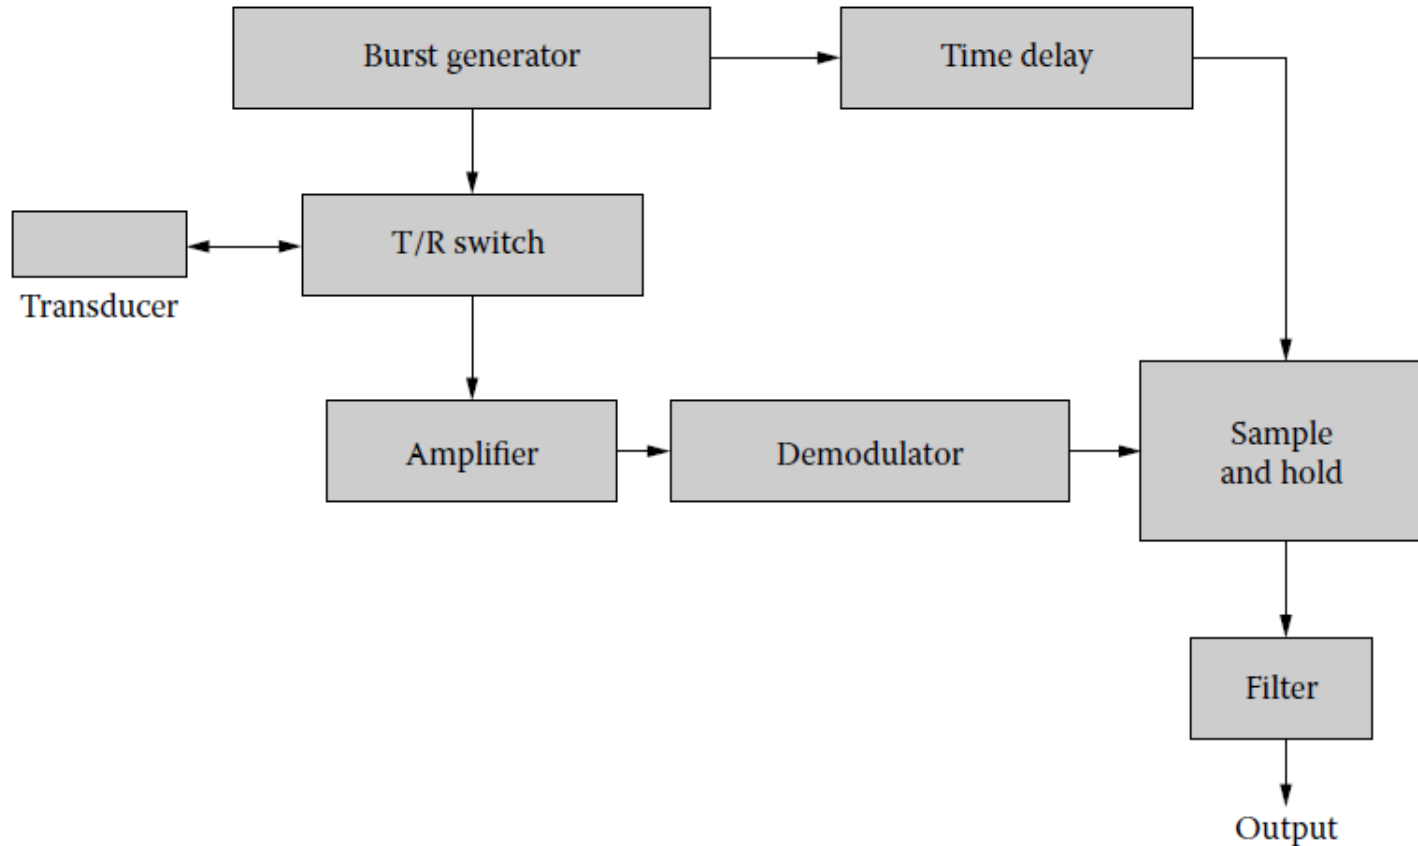 Burst generator
Time delay
T/R switch
Transducer
Amplifier
Demodulator
Sample
and hold
Filter
Output